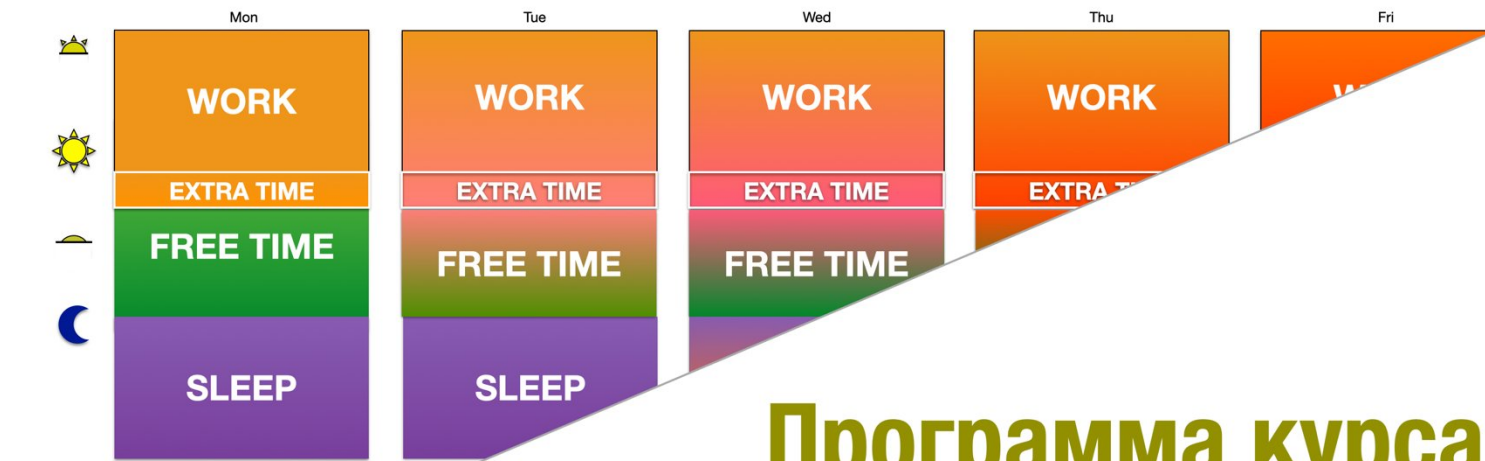 Mon Tue Wed Thu Fri
WORK WORK WORK WORK
EXTRA TIME EXTRA TIME EXTRA TIME EXTRA
FREE TIME FREE TIME FREE TIME
SLEEP SLEEP
Программа курса